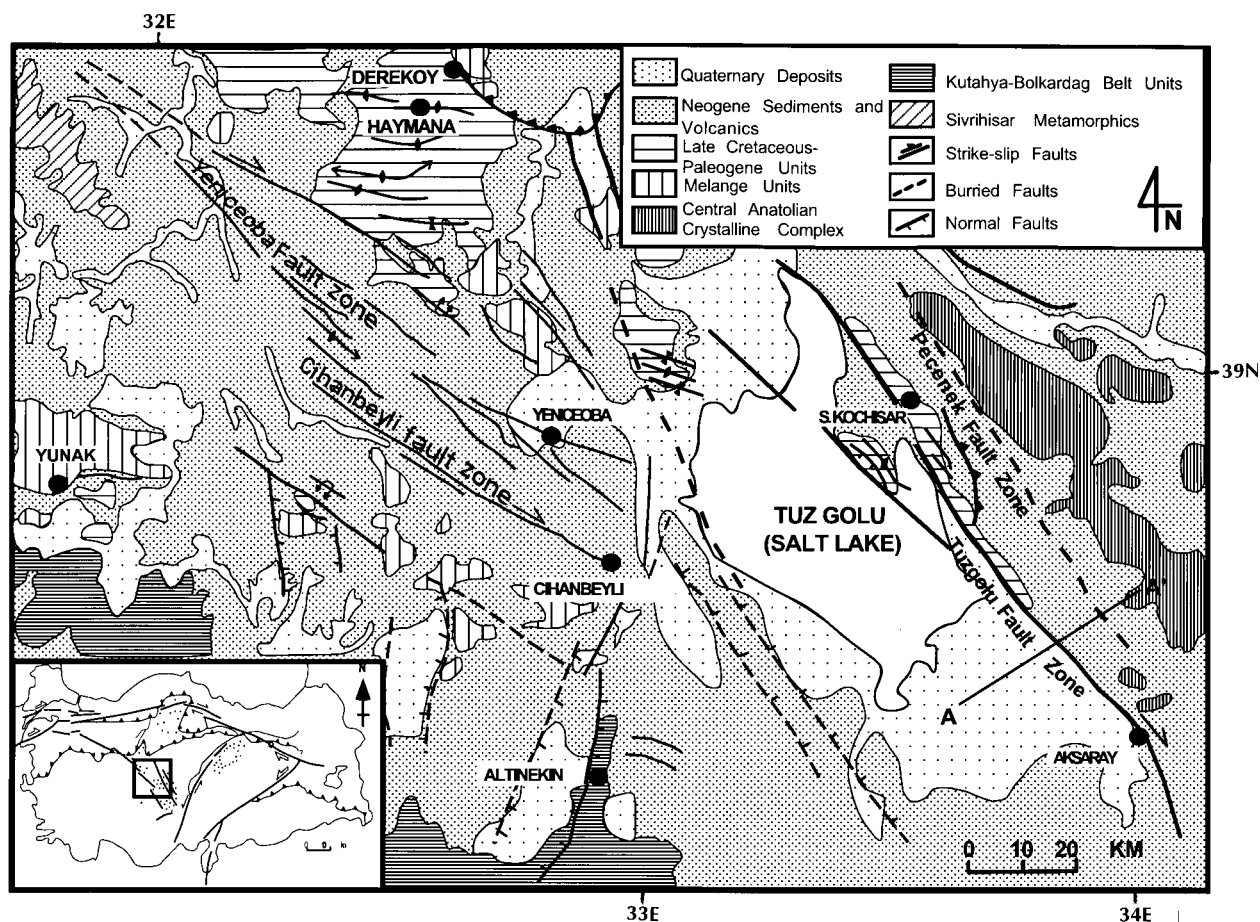 32E
DEREKOY
HAYMANA
Quaternary Deposits
Neogene Sediments and
Volcanics
Late Cretaceous-
Paleogene Units
Melange Units
Central Anatolian
Crystalline Complex
Kutahya-Bolkardag Belt Units
Sivrihisar Metamorphics
Strike-slip Faults
Burried Faults
Normal Faults
N
Yeniceoba Fault zone
Cihanbeyli fault zone
39N
YENICEOBA
S.KOCHISAR
Pecenek Fault Zone
YUNAK
TUZ GOLU
(SALT LAKE)
Tuzgolu Fault Zone
CIHANBEYLI
A'
A
N
AKSARAY
ALTINEKIN
0 10 20 KM
33E
34E